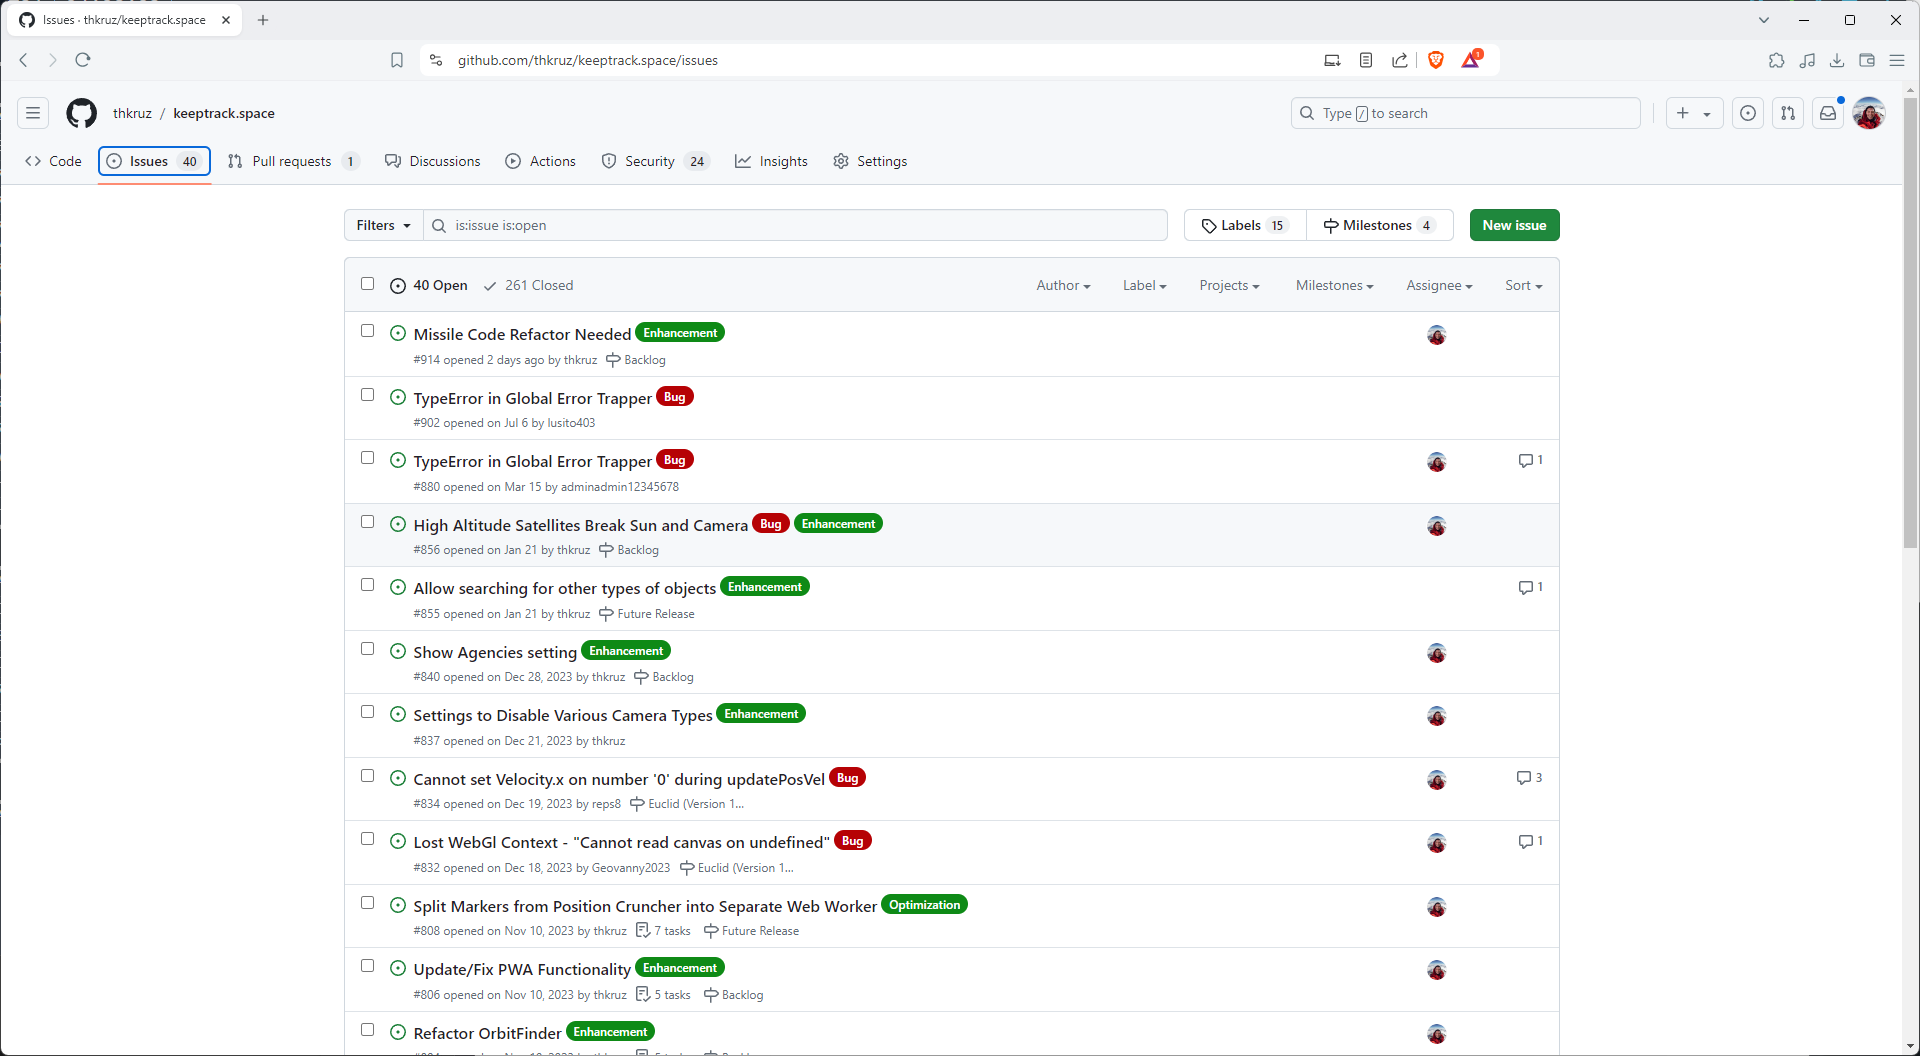 Issues · thkruz/keeptrack.space
github.com/thkruz/keeptrack.space/issues
1
thkruz / keeptrack.space
Type / to search
Code
Issues 40
Pull requests 1
Discussions
Actions
Security 24
Insights
Settings
Filters
is:issue is:open
Labels 15
Milestones 4
New issue
40 Open
261 Closed
Author
Label
Projects
Milestones
Assignee
Sort
Missile Code Refactor Needed Enhancement
#914 opened 2 days ago by thkruz Backlog
TypeError in Global Error Trapper Bug
#902 opened on Jul 6 by lusito403
TypeError in Global Error Trapper Bug
1
#880 opened on Mar 15 by adminadmin12345678
High Altitude Satellites Break Sun and Camera Bug Enhancement
#856 opened on Jan 21 by thkruz Backlog
Allow searching for other types of objects Enhancement
1
#855 opened on Jan 21 by thkruz Future Release
Show Agencies setting Enhancement
#840 opened on Dec 28, 2023 by thkruz Backlog
Settings to Disable Various Camera Types Enhancement
#837 opened on Dec 21, 2023 by thkruz
Cannot set Velocity.x on number '0' during updatePosVel Bug
3
#834 opened on Dec 19, 2023 by reps8 Euclid (Version 1...
Lost WebGl Context - "Cannot read canvas on undefined" Bug
1
#832 opened on Dec 18, 2023 by Geovanny2023 Euclid (Version 1...
Split Markers from Position Cruncher into Separate Web Worker Optimization
#808 opened on Nov 10, 2023 by thkruz 7 tasks Future Release
Update/Fix PWA Functionality Enhancement
#806 opened on Nov 10, 2023 by thkruz 5 tasks Backlog
Refactor OrbitFinder Enhancement